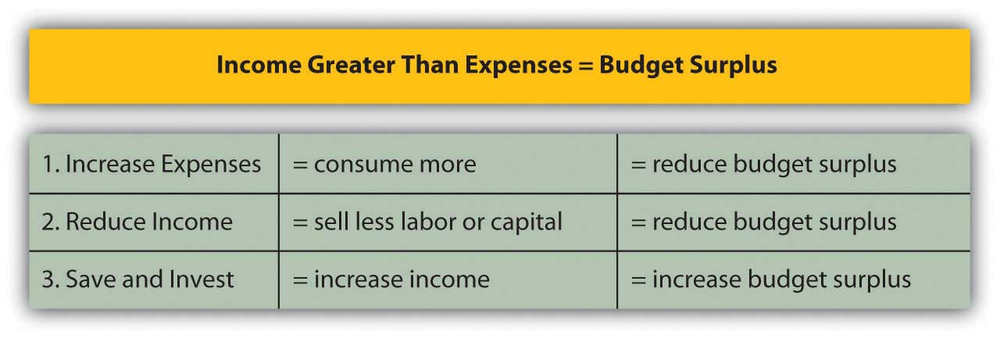 Income Greater Than Expenses = Budget Surplus
1. Increase Expenses = consume more = reduce budget surplus
2. Reduce Income = sell less labor or capital = reduce budget surplus
3. Save and Invest = increase income = increase budget surplus